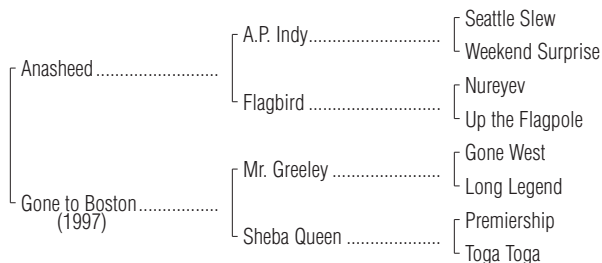 Seattle Slew
A.P. Indy
Weekend Surprise
Anasheed
Nureyev
Flagbird
Up the Flagpole
Gone West
Mr. Greeley
Long Legend
Gone to Boston
(1997)
Premiership
Sheba Queen
Toga Toga